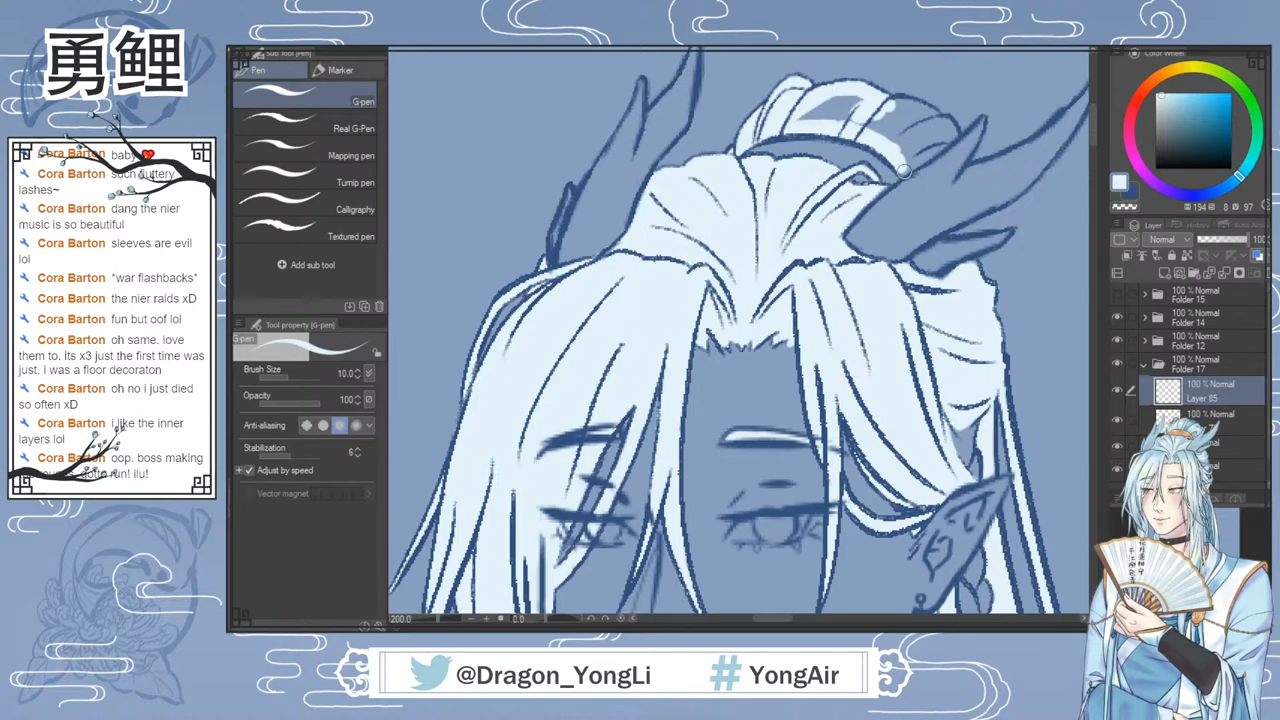 勇鲤
Cora Barton baby ❤
Cora Barton such fluttery
lashes~
Cora Barton dang the nier
music is so beautiful
Cora Barton sleeves are evil
lol
Cora Barton *war flashbacks*
Cora Barton the nier raids xD
Cora Barton fun but oof lol
Cora Barton oh same. love
them to. its x3 just the first time was
just. i was a floor decoraton
Cora Barton oh no i just died
so often xD
Cora Barton i like the inner
layers lol
Cora Barton oop. boss making
run! ilu!
Sub Tool [Pen]
Pen
Marker
G-pen
Real G-Pen
Mapping pen
Turnip pen
Calligraphy
Textured pen
Add sub tool
Tool property [G-pen]
G-pen
Brush Size 10.0
Opacity 100
Anti-aliasing
Stabilization 6
Adjust by speed
Vector magnet
200.0
0.0
Color Wheel
194 8 97
Layer
Normal 100
100 % Normal
Folder 15
100 % Normal
Folder 14
100 % Normal
Folder 12
100 % Normal
Folder 17
100 % Normal
Layer 85
100 % Normal
@Dragon_YongLi
# YongAir